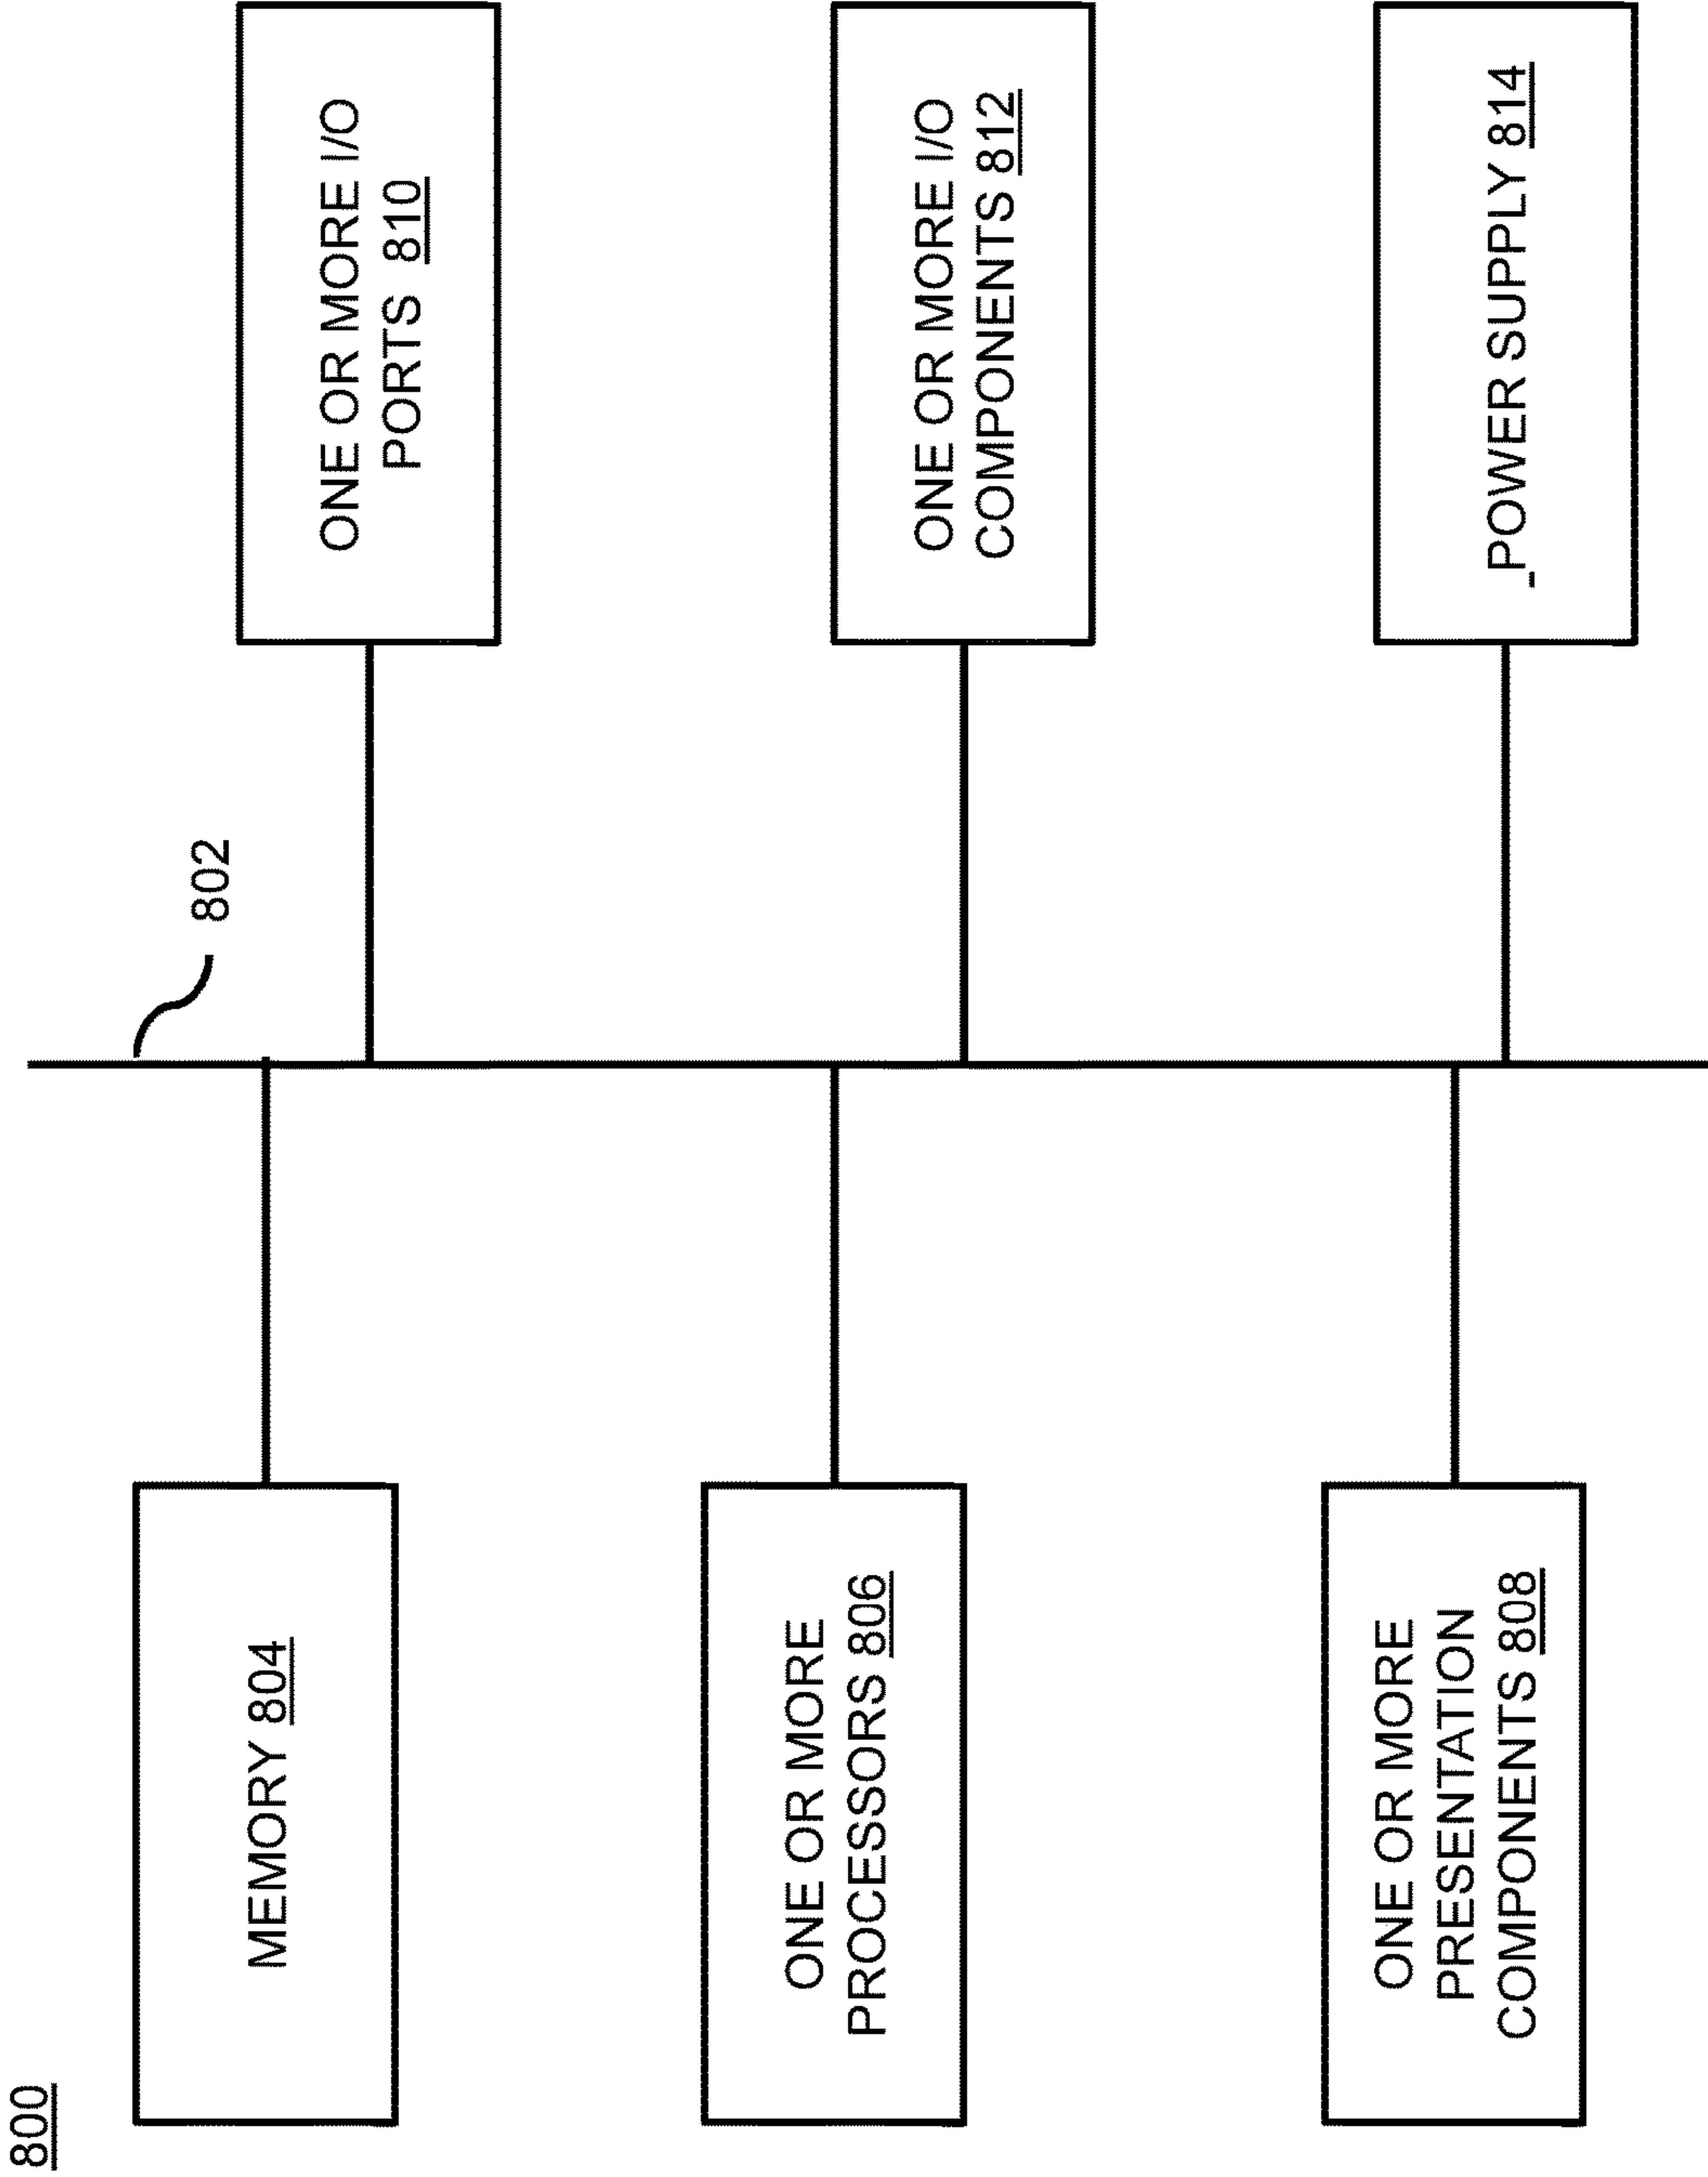 800
802
MEMORY 804
ONE OR MORE
PROCESSORS 806
ONE OR MORE
PRESENTATION
COMPONENTS 808
ONE OR MORE I/O
PORTS 810
ONE OR MORE I/O
COMPONENTS 812
POWER SUPPLY 814